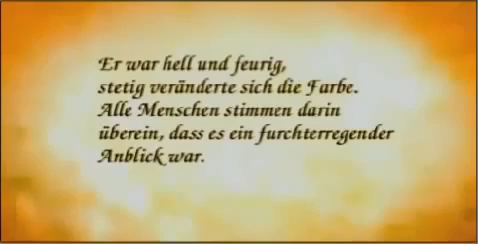 Er war hell und feurig,
stetig veränderte sich die Farbe.
Alle Menschen stimmen darin
überein, dass es ein furchterregender
Anblick war.